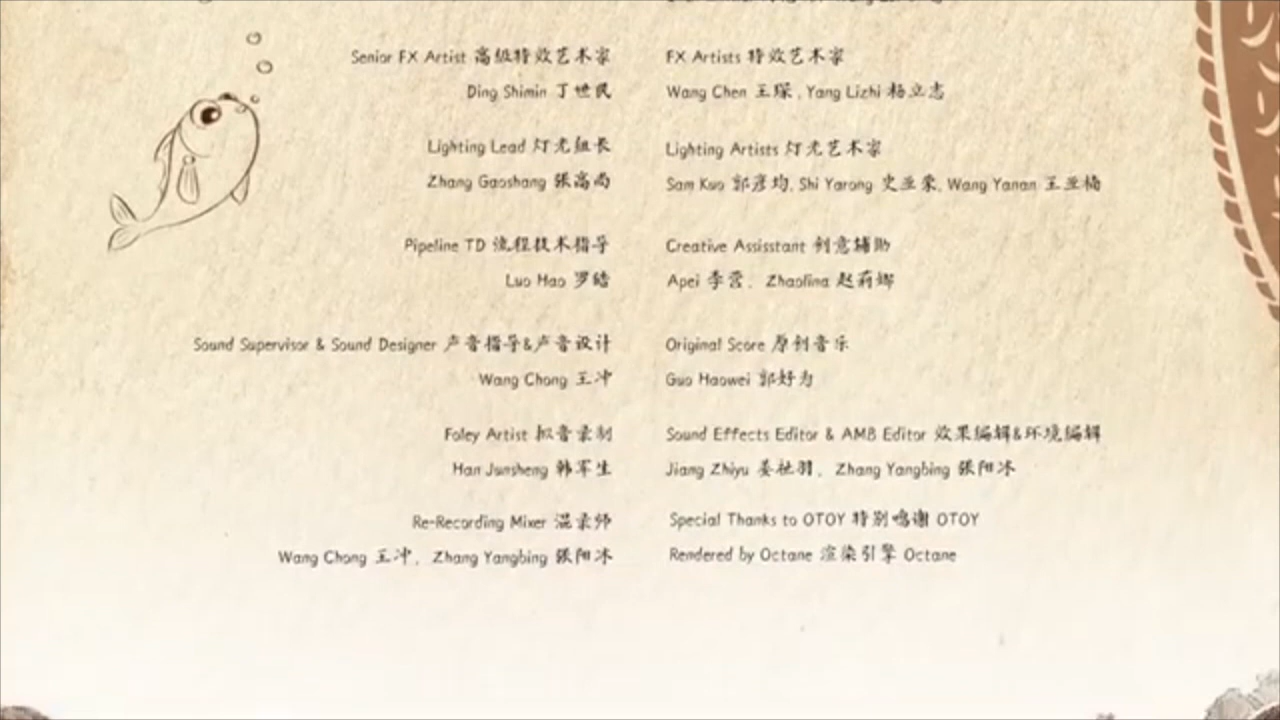 Senior FX Artist 高级特效艺术家
Ding Shimin 丁世民
FX Artists 特效艺术家
Wang Chen 王琛, Yang Lizhi 杨立志
Lighting Lead 灯光组长
Zhang Gaoshang 张高尚
Lighting Artists 灯光艺术家
Sam Kuo 郭彦均, Shi Yarong 史亚蒙, Wang Yanan 王亚楠
Pipeline TD 流程技术指导
Luo Hao 罗皓
Creative Assisstant 创意辅助
Apei 李营, Zhaolina 赵莉娜
Sound Supervisor & Sound Designer 声音指导&声音设计
Wang Chong 王冲
Original Score 原创音乐
Guo Haowei 郭好为
Foley Artist 拟音录制
Han Junsheng 韩军生
Sound Effects Editor & AMB Editor 效果编辑&环境编辑
Jiang Zhiyu 姜祉羽, Zhang Yangbing 张阳冰
Re-Recording Mixer 混录师
Wang Chong 王冲, Zhang Yangbing 张阳冰
Special Thanks to OTOY 特别鸣谢 OTOY
Rendered by Octane 渲染引擎 Octane